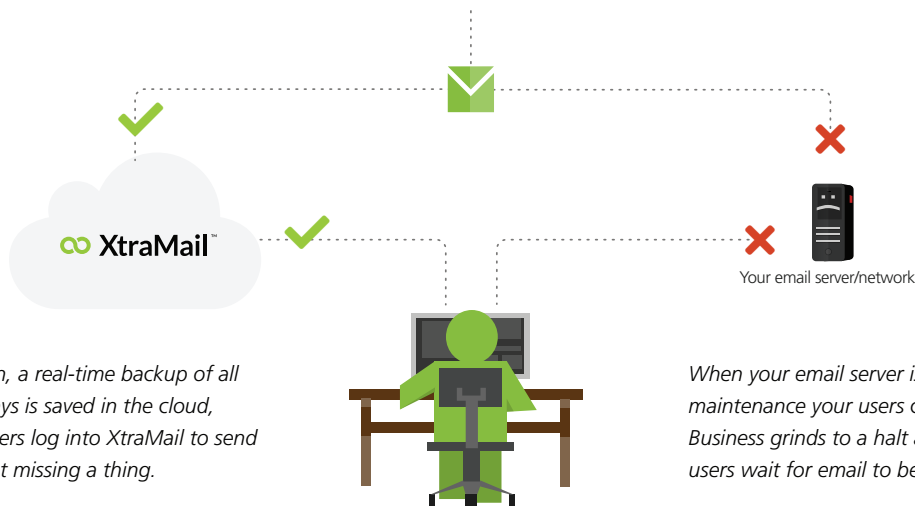 XtraMail™
Your email server/network
n, a real-time backup of all
ys is saved in the cloud,
ers log into XtraMail to send
t missing a thing.
When your email server i
maintenance your users
Business grinds to a halt
users wait for email to be